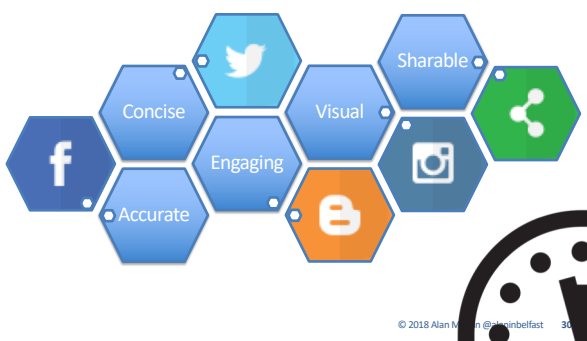 Sharable
Concise
Visual
Engaging
Accurate
© 2018 Alan @alaninbelfast 30